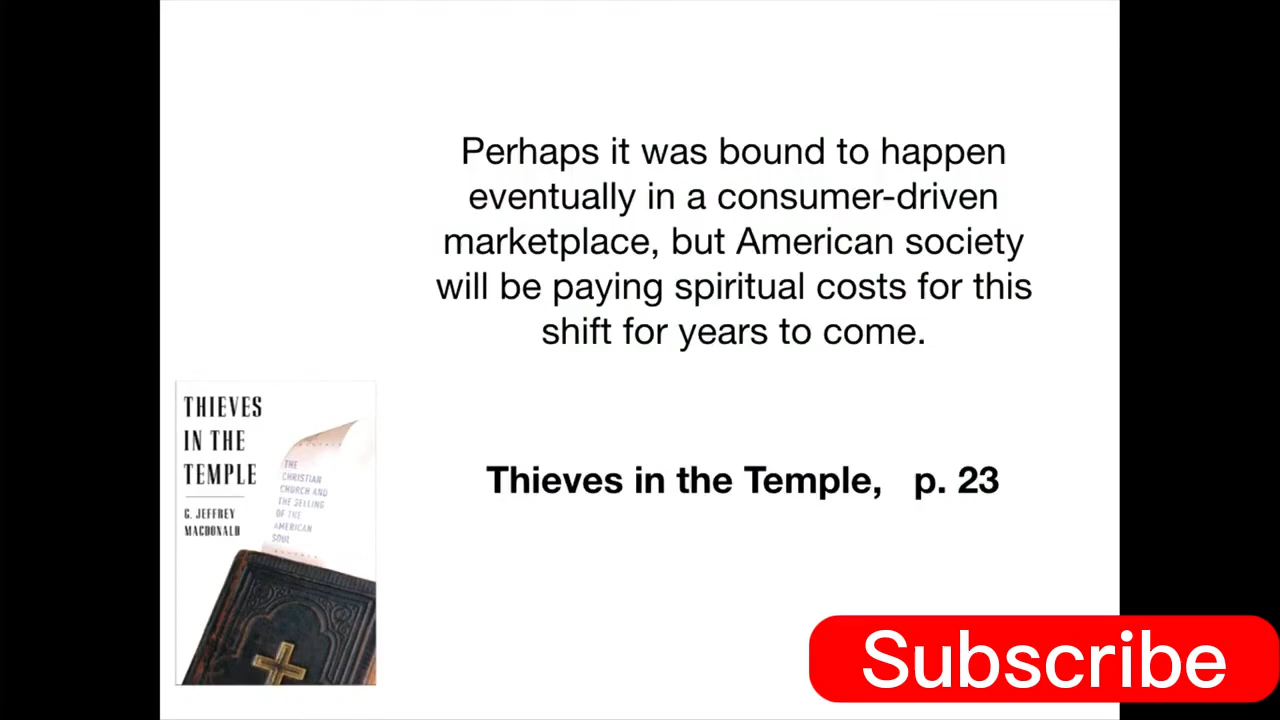 Perhaps it was bound to happen
eventually in a consumer-driven
marketplace, but American society
will be paying spiritual costs for this
shift for years to come.
THIEVES
IN THE
TEMPLE
G. JEFFREY
MACDONALD
THE
CHRISTIAN
CHURCH AND
THE SELLING
OF THE
AMERICAN
SOUL
Thieves in the Temple, p. 23
Subscribe